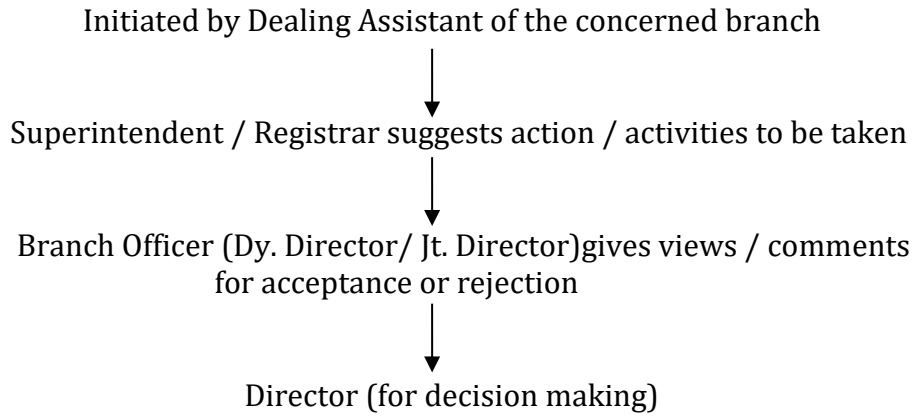 Initiated by Dealing Assistant of the concerned branch
Superintendent / Registrar suggests action / activities to be taken
Branch Officer (Dy. Director/ Jt. Director)gives views / comments
for acceptance or rejection
Director (for decision making)